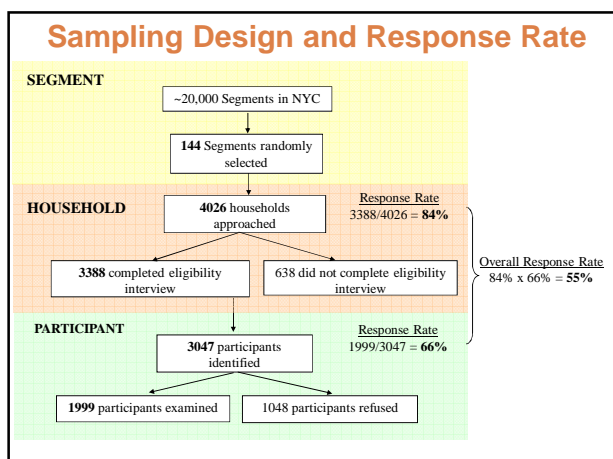 Sampling Design and Response Rate
SEGMENT
~20,000 Segments in NYC
144 Segments randomly
selected
HOUSEHOLD
4026 households
approached
Response Rate
3388/4026 = 84%
3388 completed eligibility
interview
638 did not complete eligibility
interview
Overall Response Rate
84% x 66% = 55%
PARTICIPANT
3047 participants
identified
Response Rate
1999/3047 = 66%
1999 participants examined
1048 participants refused